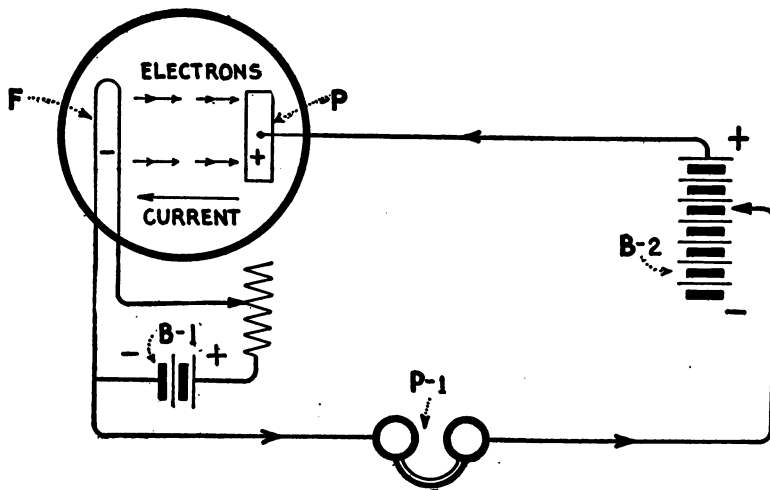 ELECTRONS
F
P
-
+
CURRENT
+
B-2
-
B-1
-
+
P-1